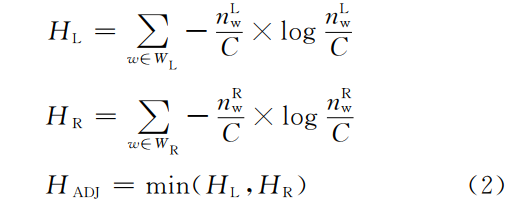 H_L = ∑_{w∈W_L} − n_w^L/C × log n_w^L/C
H_R = ∑_{w∈W_R} − n_w^R/C × log n_w^R/C
H_ADJ = min(H_L, H_R) (2)